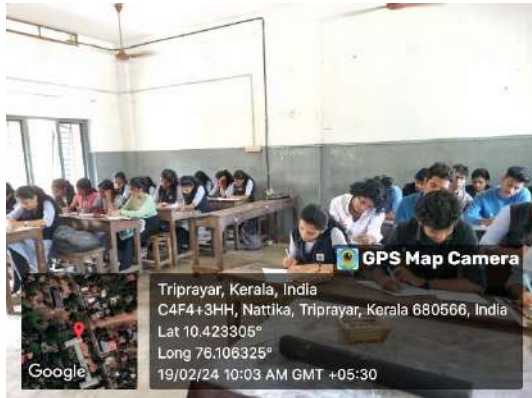 GPS Map Camera
Triprayar, Kerala, India
C4F4+3HH, Nattika, Triprayar, Kerala 680566, India
Lat 10.423305°
Long 76.106325°
19/02/24 10:03 AM GMT +05:30
Google